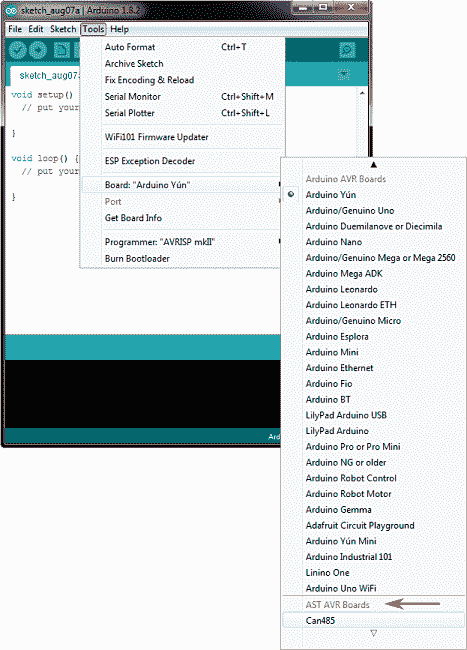 sketch_aug07a | Arduino 1.8.2
File Edit Sketch Tools Help
sketch_aug07a
void setup()
// put your
}
void loop() {
// put your
}
Auto Format Ctrl+T
Archive Sketch
Fix Encoding & Reload
Serial Monitor Ctrl+Shift+M
Serial Plotter Ctrl+Shift+L
WiFi101 Firmware Updater
ESP Exception Decoder
Board: "Arduino Yún"
Port
Get Board Info
Programmer: "AVRISP mkII"
Burn Bootloader
Arduino AVR Boards
Arduino Yún
Arduino/Genuino Uno
Arduino Duemilanove or Diecimila
Arduino Nano
Arduino/Genuino Mega or Mega 2560
Arduino Mega ADK
Arduino Leonardo
Arduino Leonardo ETH
Arduino/Genuino Micro
Arduino Esplora
Arduino Mini
Arduino Ethernet
Arduino Fio
Arduino BT
LilyPad Arduino USB
LilyPad Arduino
Arduino Pro or Pro Mini
Arduino NG or older
Arduino Robot Control
Arduino Robot Motor
Arduino Gemma
Adafruit Circuit Playground
Arduino Yún Mini
Arduino Industrial 101
Linino One
Arduino Uno WiFi
AST AVR Boards
Can485